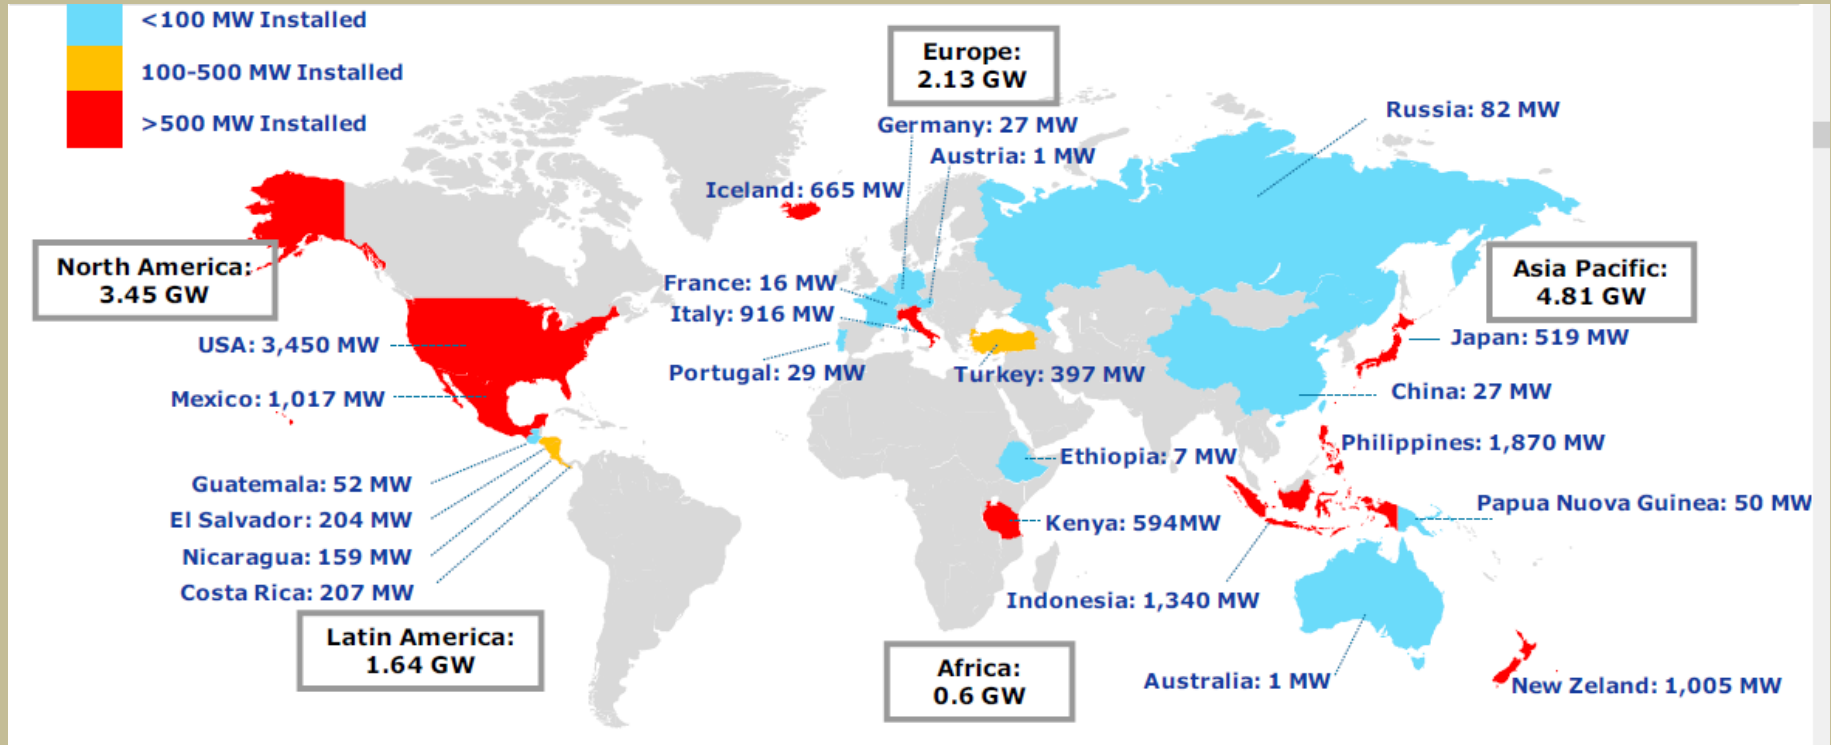 <100 MW Installed
100-500 MW Installed
>500 MW Installed
Europe:
2.13 GW
Germany: 27 MW
Austria: 1 MW
Iceland: 665 MW
Russia: 82 MW
North America:
3.45 GW
Asia Pacific:
4.81 GW
France: 16 MW
Italy: 916 MW
Portugal: 29 MW
Turkey: 397 MW
USA: 3,450 MW
Mexico: 1,017 MW
Japan: 519 MW
China: 27 MW
Philippines: 1,870 MW
Guatemala: 52 MW
El Salvador: 204 MW
Nicaragua: 159 MW
Costa Rica: 207 MW
Ethiopia: 7 MW
Kenya: 594MW
Papua Nuova Guinea: 50 MW
Indonesia: 1,340 MW
Latin America:
1.64 GW
Africa:
0.6 GW
Australia: 1 MW
New Zeland: 1,005 MW